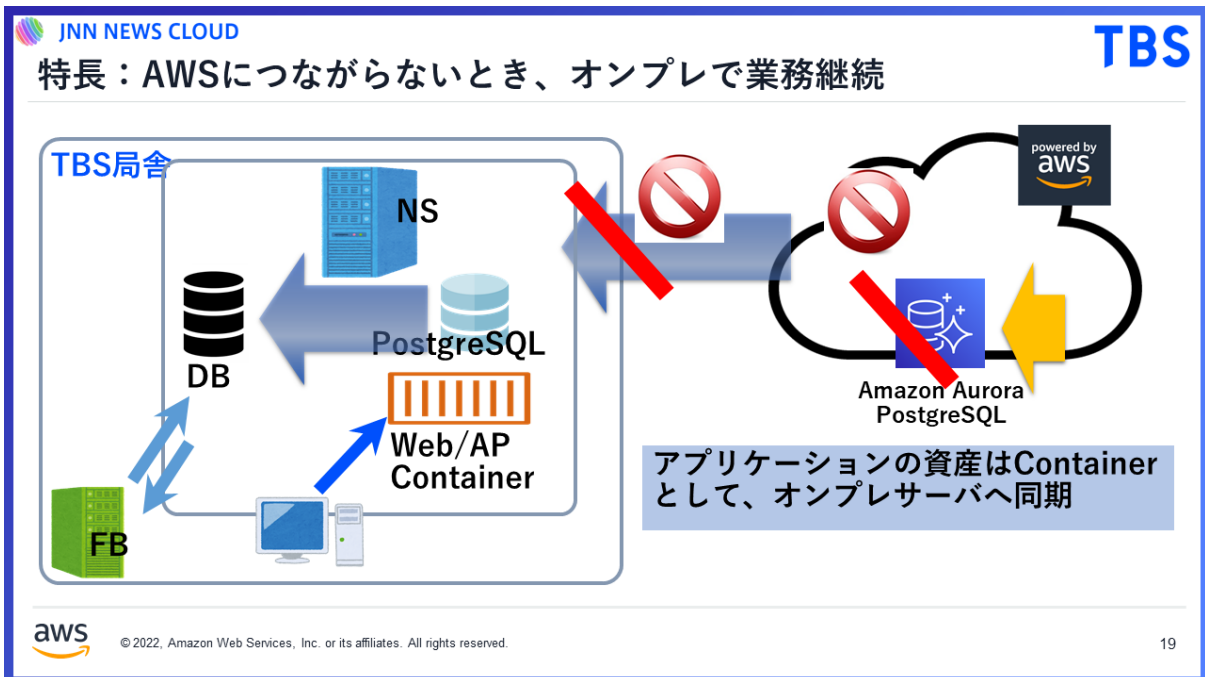 JNN NEWS CLOUD
TBS
特長：AWSにつながらないとき、オンプレで業務継続
TBS局舎
NS
DB
PostgreSQL
Web/AP
Container
FB
powered by
aws
Amazon Aurora
PostgreSQL
アプリケーションの資産はContainer
として、オンプレサーバへ同期
aws
© 2022, Amazon Web Services, Inc. or its affiliates. All rights reserved.
19